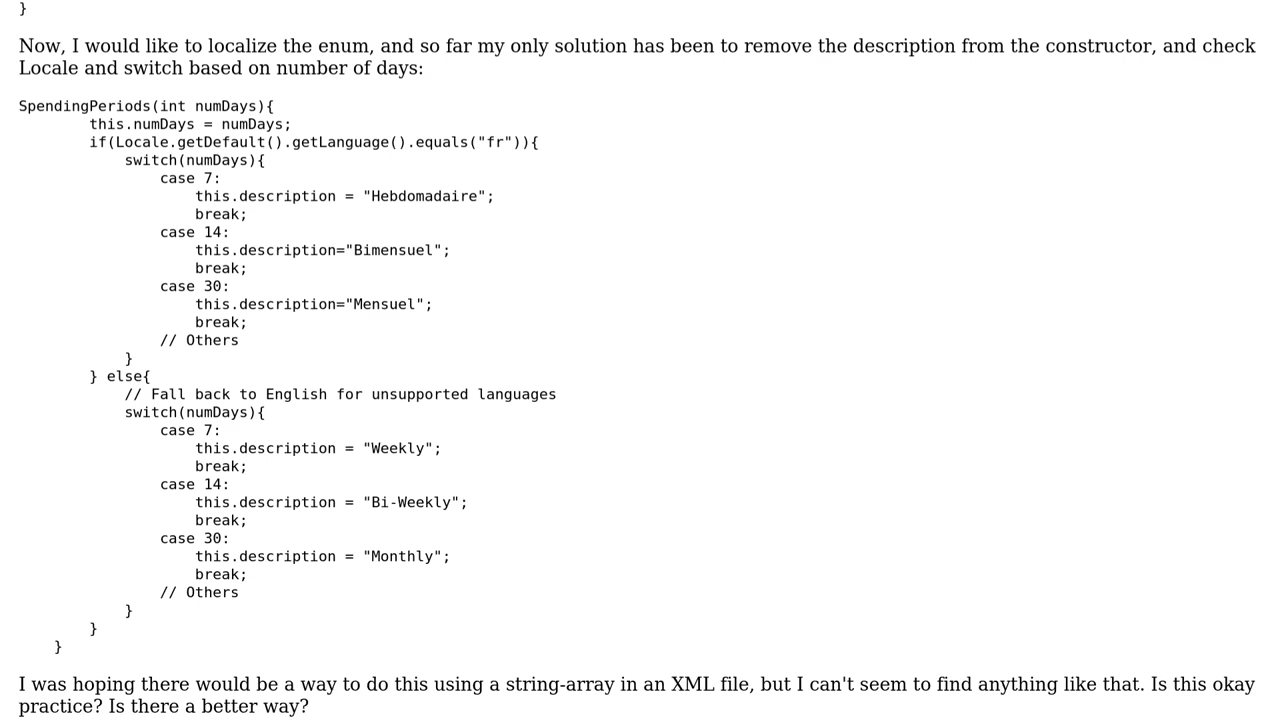 }
Now, I would like to localize the enum, and so far my only solution has been to remove the description from the constructor, and check
Locale and switch based on number of days:
SpendingPeriods(int numDays){
        this.numDays = numDays;
        if(Locale.getDefault().getLanguage().equals("fr")){
            switch(numDays){
                case 7:
                    this.description = "Hebdomadaire";
                    break;
                case 14:
                    this.description="Bimensuel";
                    break;
                case 30:
                    this.description="Mensuel";
                    break;
                // Others
            }
        } else{
            // Fall back to English for unsupported languages
            switch(numDays){
                case 7:
                    this.description = "Weekly";
                    break;
                case 14:
                    this.description = "Bi-Weekly";
                    break;
                case 30:
                    this.description = "Monthly";
                    break;
                // Others
            }
        }
    }
I was hoping there would be a way to do this using a string-array in an XML file, but I can't seem to find anything like that. Is this okay
practice? Is there a better way?